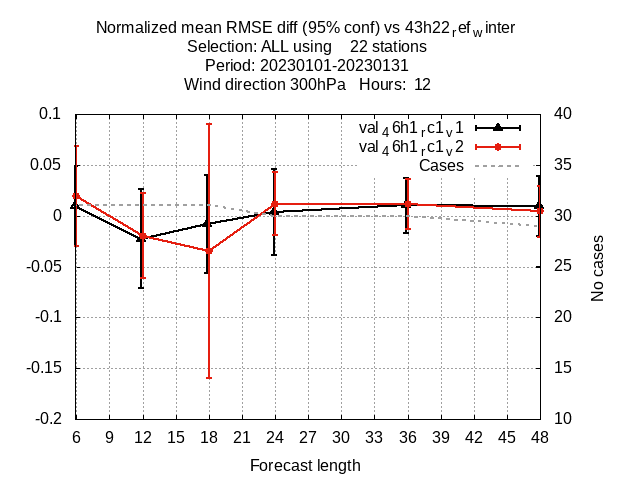 Normalized mean RMSE diff (95% conf) vs 43h22ref winter
Selection: ALL using 22 stations
Period: 20230101-20230131
Wind direction 300hPa Hours: 12
val46h1rc1v1
val46h1rc1v2
Cases
0.1
0.05
0
-0.05
-0.1
-0.15
-0.2
40
35
30
25
20
15
10
No cases
6 9 12 15 18 21 24 27 30 33 36 39 42 45 48
Forecast length